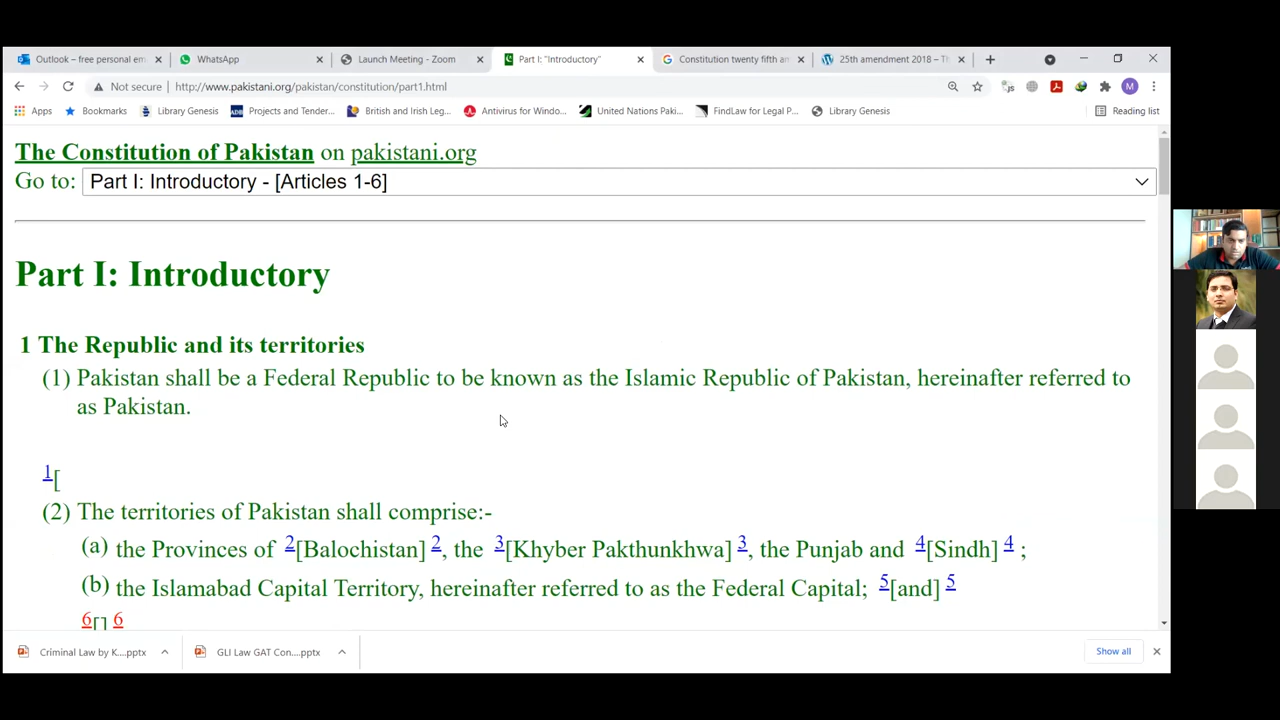 Outlook – free personal em
WhatsApp
Launch Meeting - Zoom
Part I: "Introductory"
Constitution twenty fifth an
25th amendment 2018 – Th
Not secure
http://www.pakistani.org/pakistan/constitution/part1.html
M
Apps
Bookmarks
Library Genesis
ADB
Projects and Tender...
British and Irish Leg...
Antivirus for Windo...
United Nations Paki...
FindLaw for Legal P...
Library Genesis
Reading list
The Constitution of Pakistan on pakistani.org
Go to: Part I: Introductory - [Articles 1-6]
Part I: Introductory
1 The Republic and its territories
(1) Pakistan shall be a Federal Republic to be known as the Islamic Republic of Pakistan, hereinafter referred to
as Pakistan.
1[
(2) The territories of Pakistan shall comprise:-
(a) the Provinces of 2[Balochistan] 2, the 3[Khyber Pakthunkhwa] 3, the Punjab and 4[Sindh] 4 ;
(b) the Islamabad Capital Territory, hereinafter referred to as the Federal Capital; 5[and] 5
6[] 6
Criminal Law by K....pptx
GLI Law GAT Con....pptx
Show all